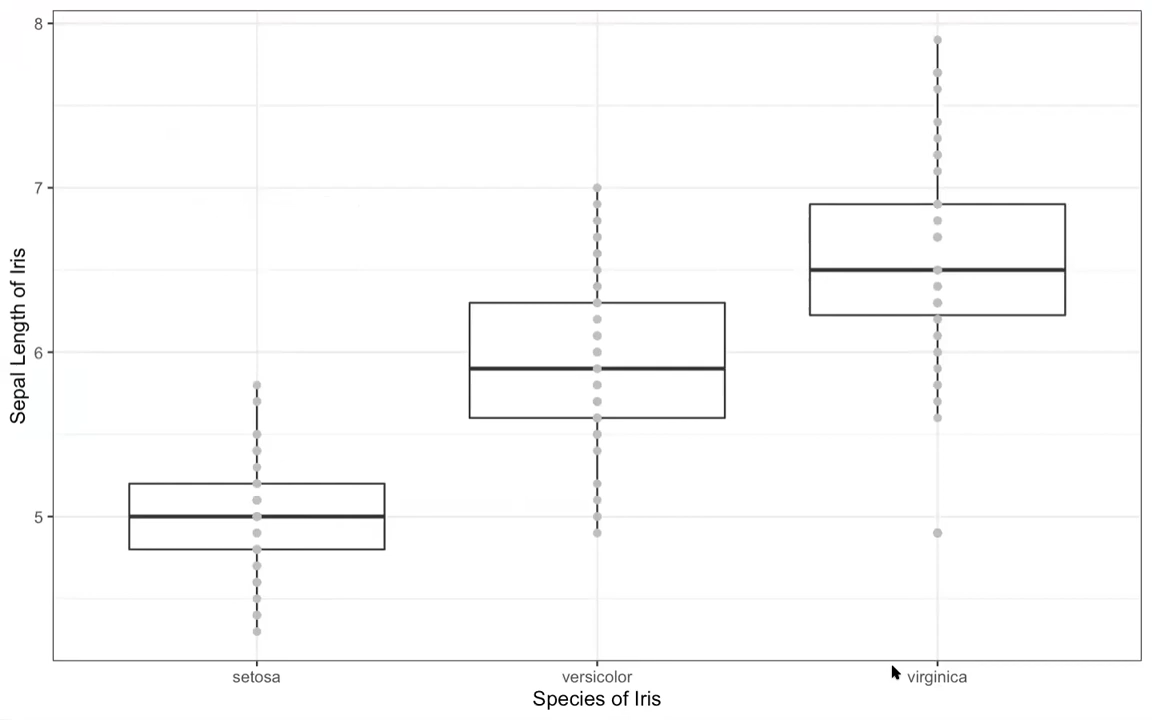 8
7
6
5
Sepal Length of Iris
setosa
versicolor
virginica
Species of Iris